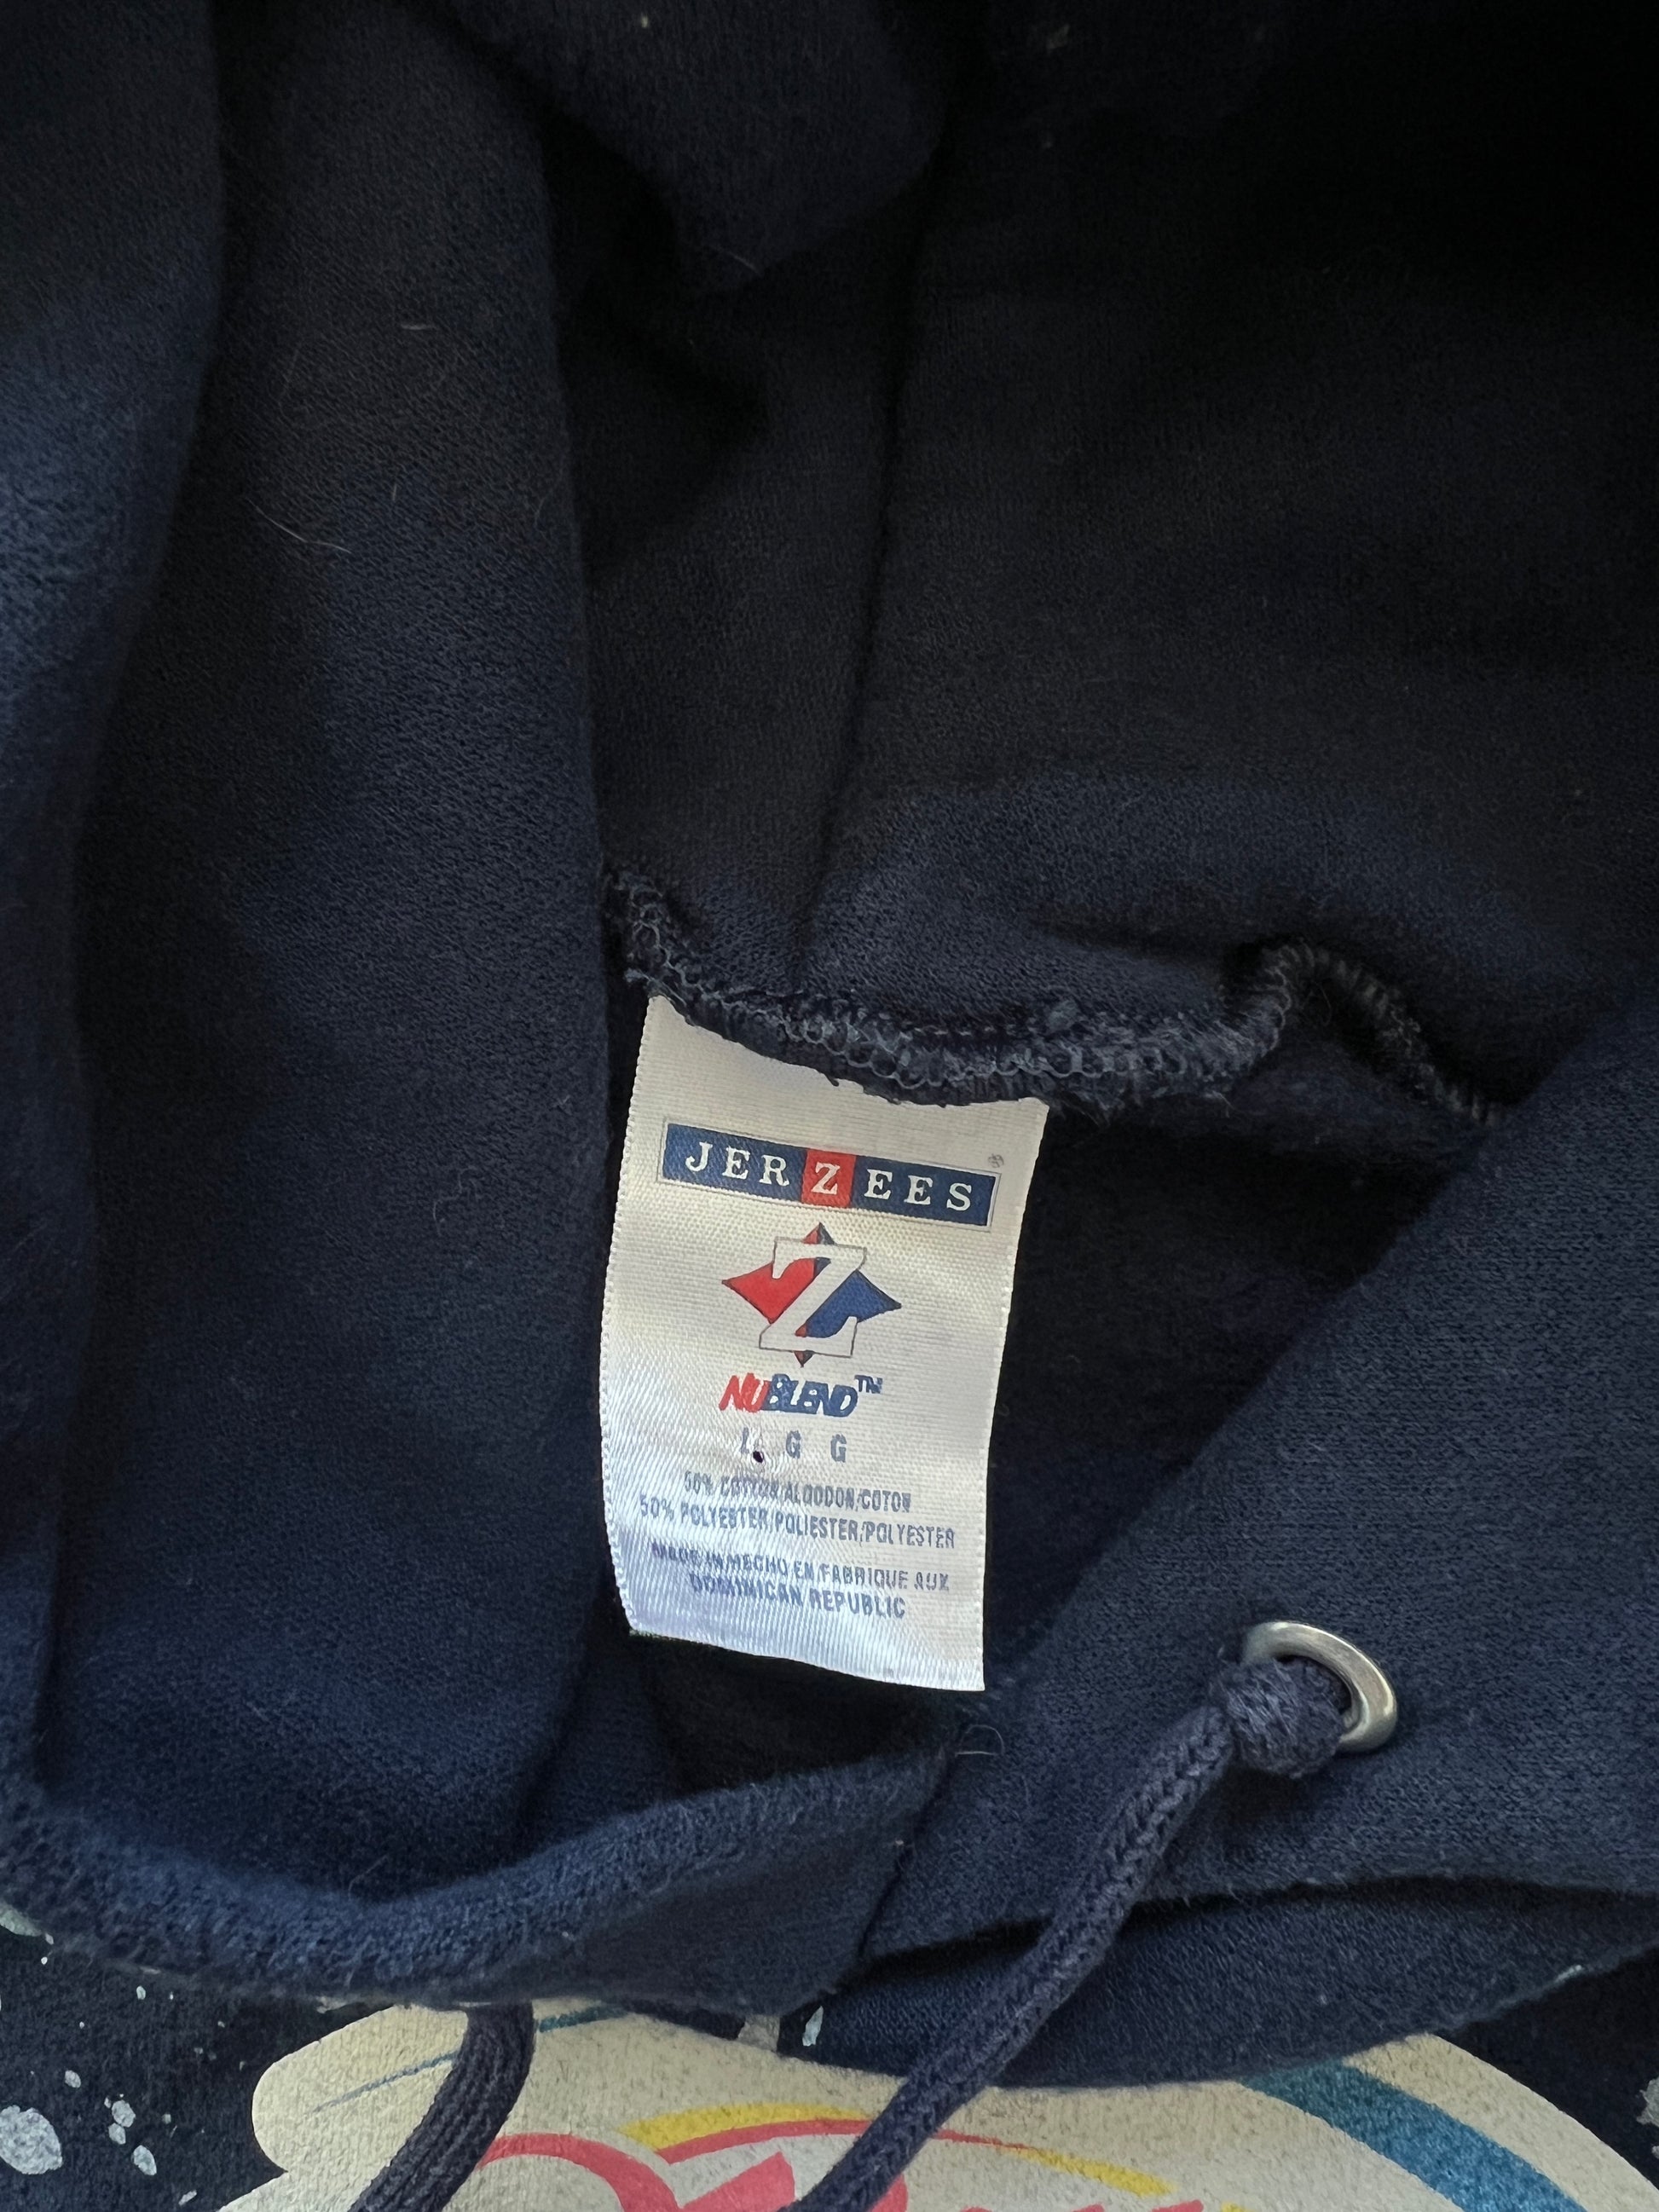 JERZEES®
Z
NUBLEND™
L G G
50% COTTON/ALGODON/COTON
50% POLYESTER/POLIESTER/POLYESTER
MADE IN/HECHO EN/FABRIQUE AUX
DOMINICAN REPUBLIC